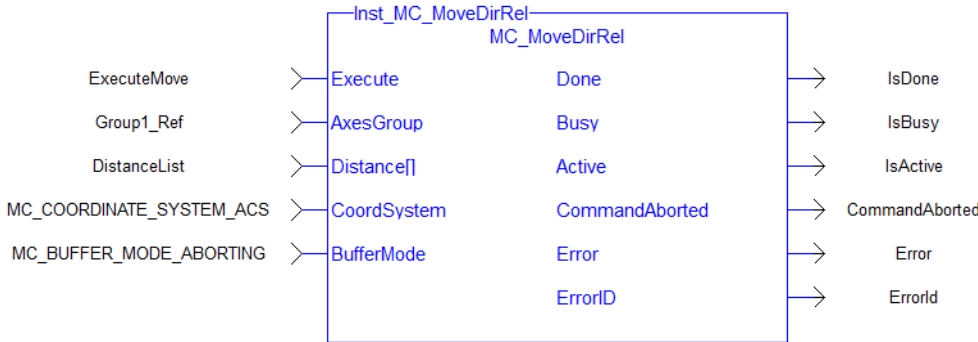 Inst_MC_MoveDirRel
MC_MoveDirRel
ExecuteMove Execute Done IsDone
Group1_Ref AxesGroup Busy IsBusy
DistanceList Distance[] Active IsActive
MC_COORDINATE_SYSTEM_ACS CoordSystem CommandAborted CommandAborted
MC_BUFFER_MODE_ABORTING BufferMode Error Error
ErrorID ErrorId